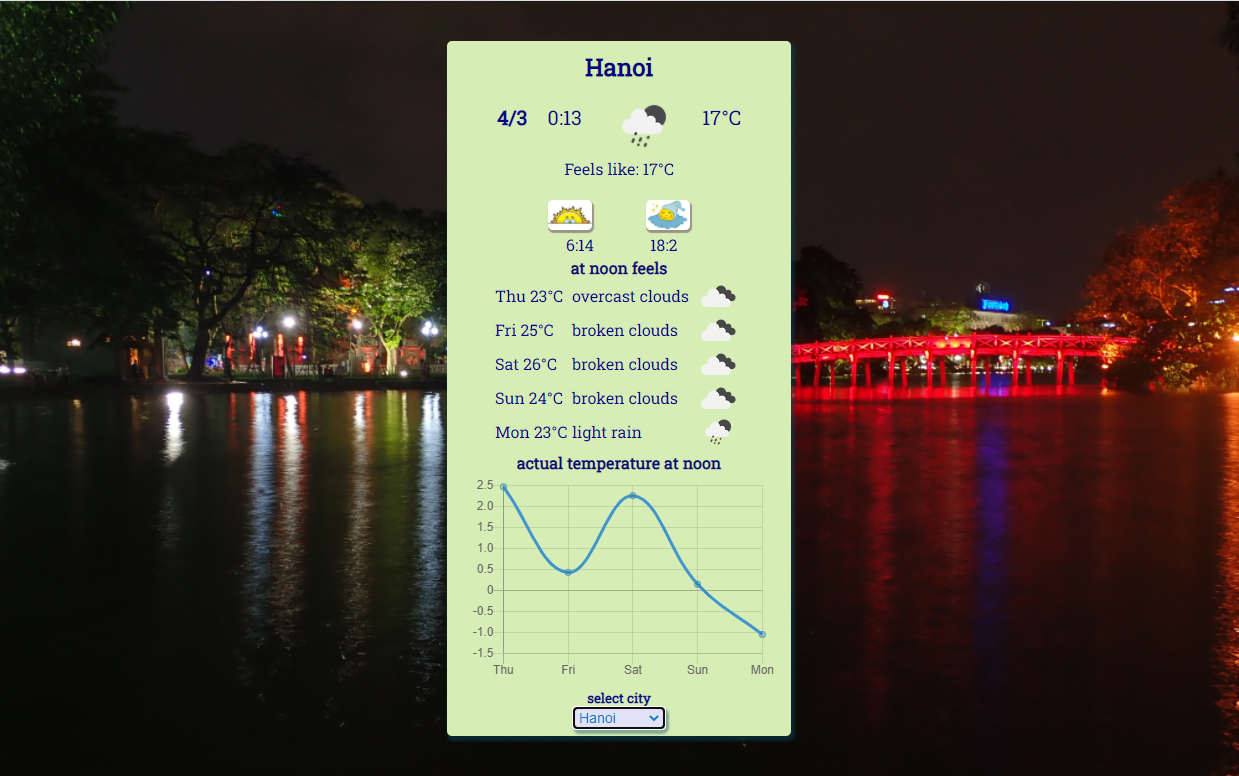 Hanoi
4/3 0:13 17°C
Feels like: 17°C
6:14 18:2
at noon feels
Thu 23°C overcast clouds
Fri 25°C broken clouds
Sat 26°C broken clouds
Sun 24°C broken clouds
Mon 23°C light rain
actual temperature at noon
2.5
2.0
1.5
1.0
0.5
0
-0.5
-1.0
-1.5
Thu Fri Sat Sun Mon
select city
Hanoi